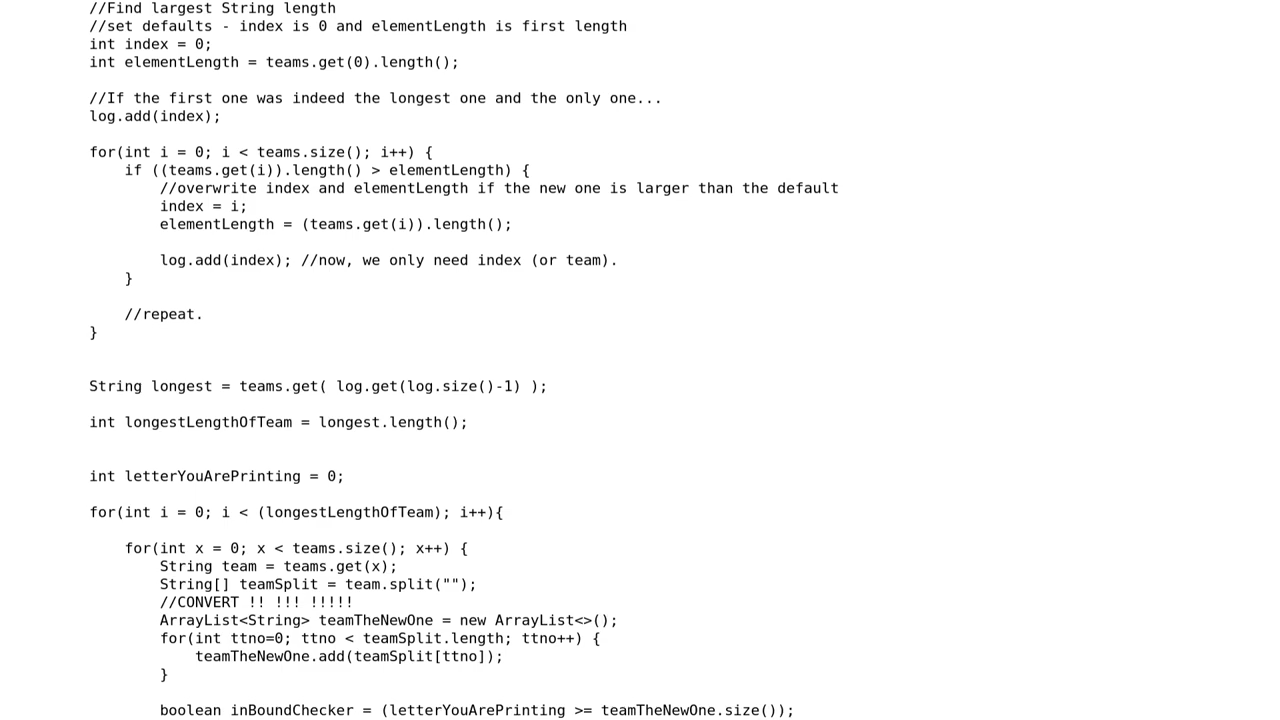 //Find largest String length
//set defaults - index is 0 and elementLength is first length
int index = 0;
int elementLength = teams.get(0).length();
//If the first one was indeed the longest one and the only one...
log.add(index);
for(int i = 0; i < teams.size(); i++) {
if ((teams.get(i)).length() > elementLength) {
//overwrite index and elementLength if the new one is larger than the default
index = i;
elementLength = (teams.get(i)).length();
log.add(index); //now, we only need index (or team).
}
//repeat.
}
String longest = teams.get( log.get(log.size()-1) );
int longestLengthOfTeam = longest.length();
int letterYouArePrinting = 0;
for(int i = 0; i < (longestLengthOfTeam); i++){
for(int x = 0; x < teams.size(); x++) {
String team = teams.get(x);
String[] teamSplit = team.split("");
//CONVERT !! !!! !!!!!
ArrayList<String> teamTheNewOne = new ArrayList<>();
for(int ttno=0; ttno < teamSplit.length; ttno++) {
teamTheNewOne.add(teamSplit[ttno]);
}
boolean inBoundChecker = (letterYouArePrinting >= teamTheNewOne.size());